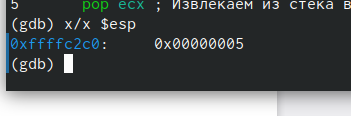 5 pop ecx ; Извлекаем из стека в
(gdb) x/x $esp
0xffffc2c0: 0x00000005
(gdb)